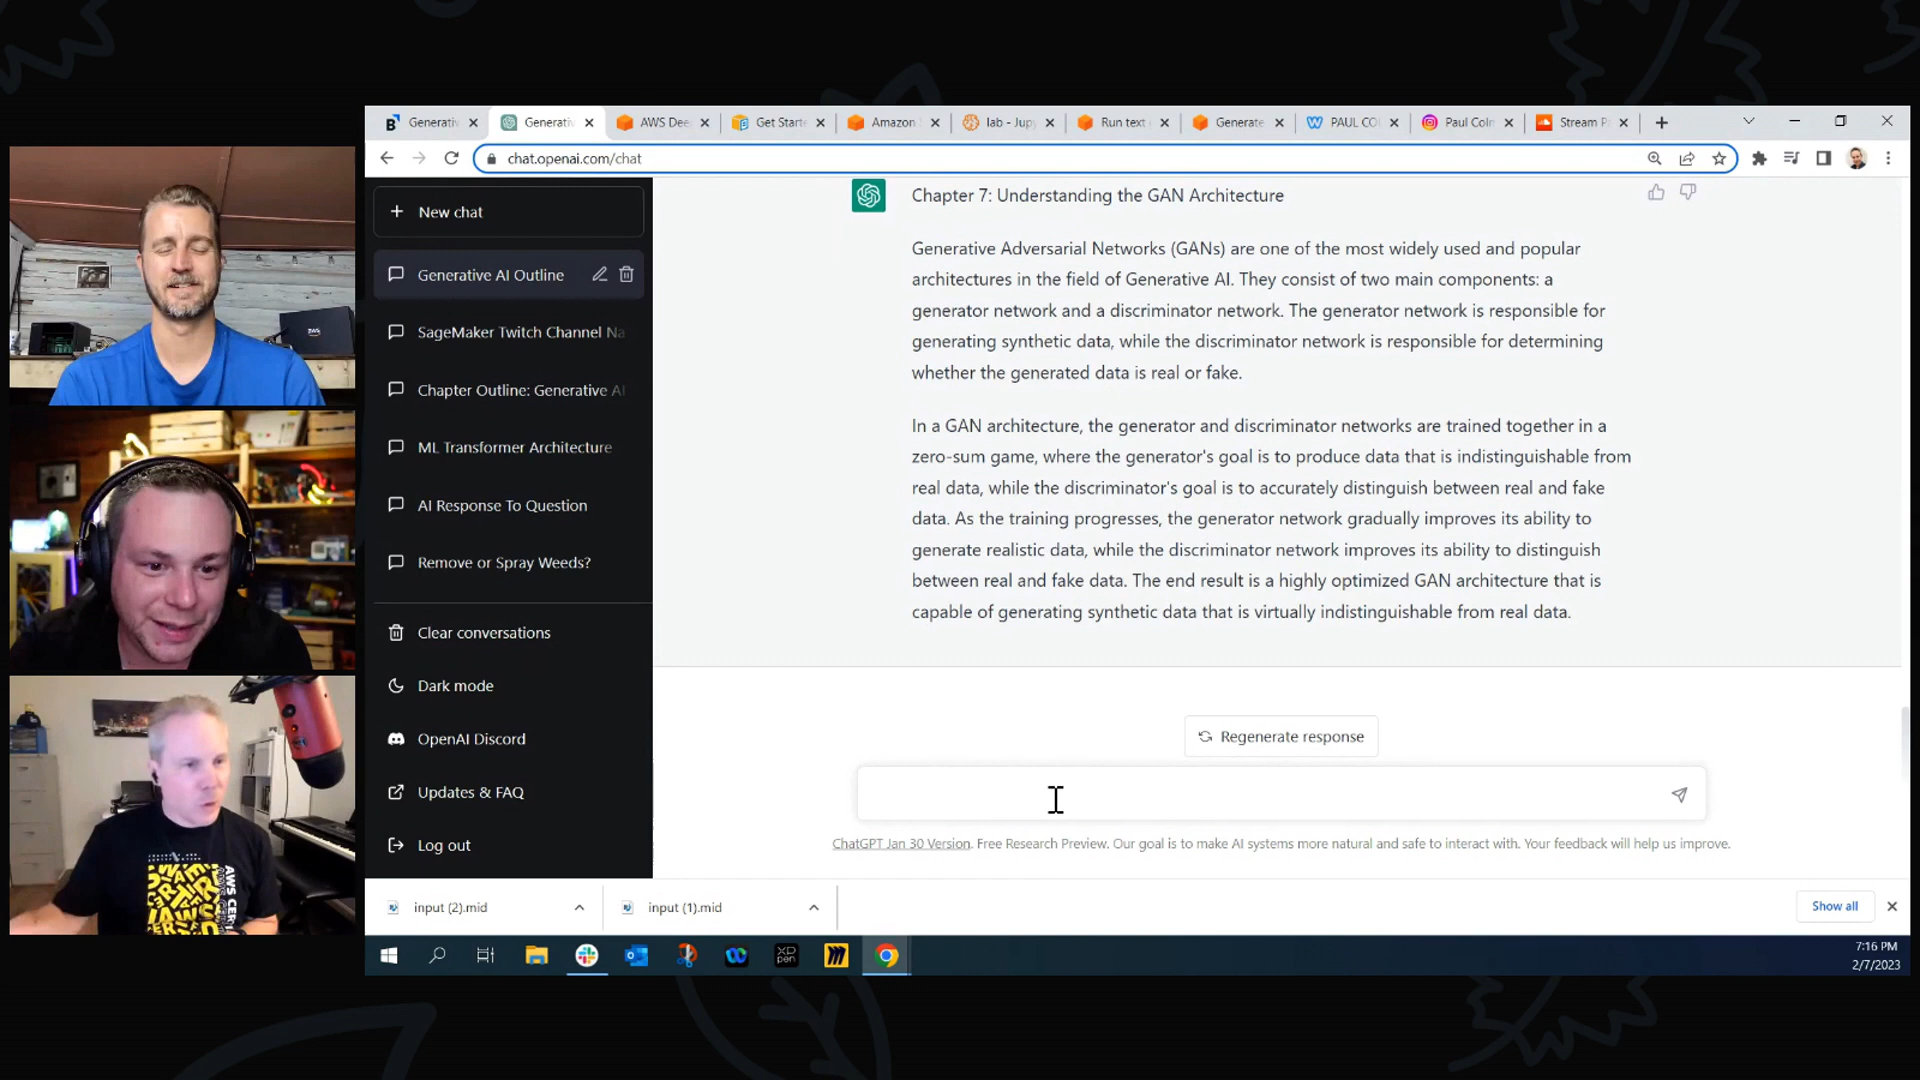 Generativ
Generativ
AWS Dee
Get Starte
Amazon
lab - Jupy
Run text
Generate
PAUL CO
Paul Coln
Stream P
chat.openai.com/chat
New chat
Generative AI Outline
SageMaker Twitch Channel Na
Chapter Outline: Generative AI
ML Transformer Architecture
AI Response To Question
Remove or Spray Weeds?
Clear conversations
Dark mode
OpenAI Discord
Updates & FAQ
Log out
Chapter 7: Understanding the GAN Architecture
Generative Adversarial Networks (GANs) are one of the most widely used and popular
architectures in the field of Generative AI. They consist of two main components: a
generator network and a discriminator network. The generator network is responsible for
generating synthetic data, while the discriminator network is responsible for determining
whether the generated data is real or fake.
In a GAN architecture, the generator and discriminator networks are trained together in a
zero-sum game, where the generator's goal is to produce data that is indistinguishable from
real data, while the discriminator's goal is to accurately distinguish between real and fake
data. As the training progresses, the generator network gradually improves its ability to
generate realistic data, while the discriminator network improves its ability to distinguish
between real and fake data. The end result is a highly optimized GAN architecture that is
capable of generating synthetic data that is virtually indistinguishable from real data.
Regenerate response
ChatGPT Jan 30 Version. Free Research Preview. Our goal is to make AI systems more natural and safe to interact with. Your feedback will help us improve.
input (2).mid
input (1).mid
Show all
7:16 PM
2/7/2023
aws
AWS CER
XP
pen